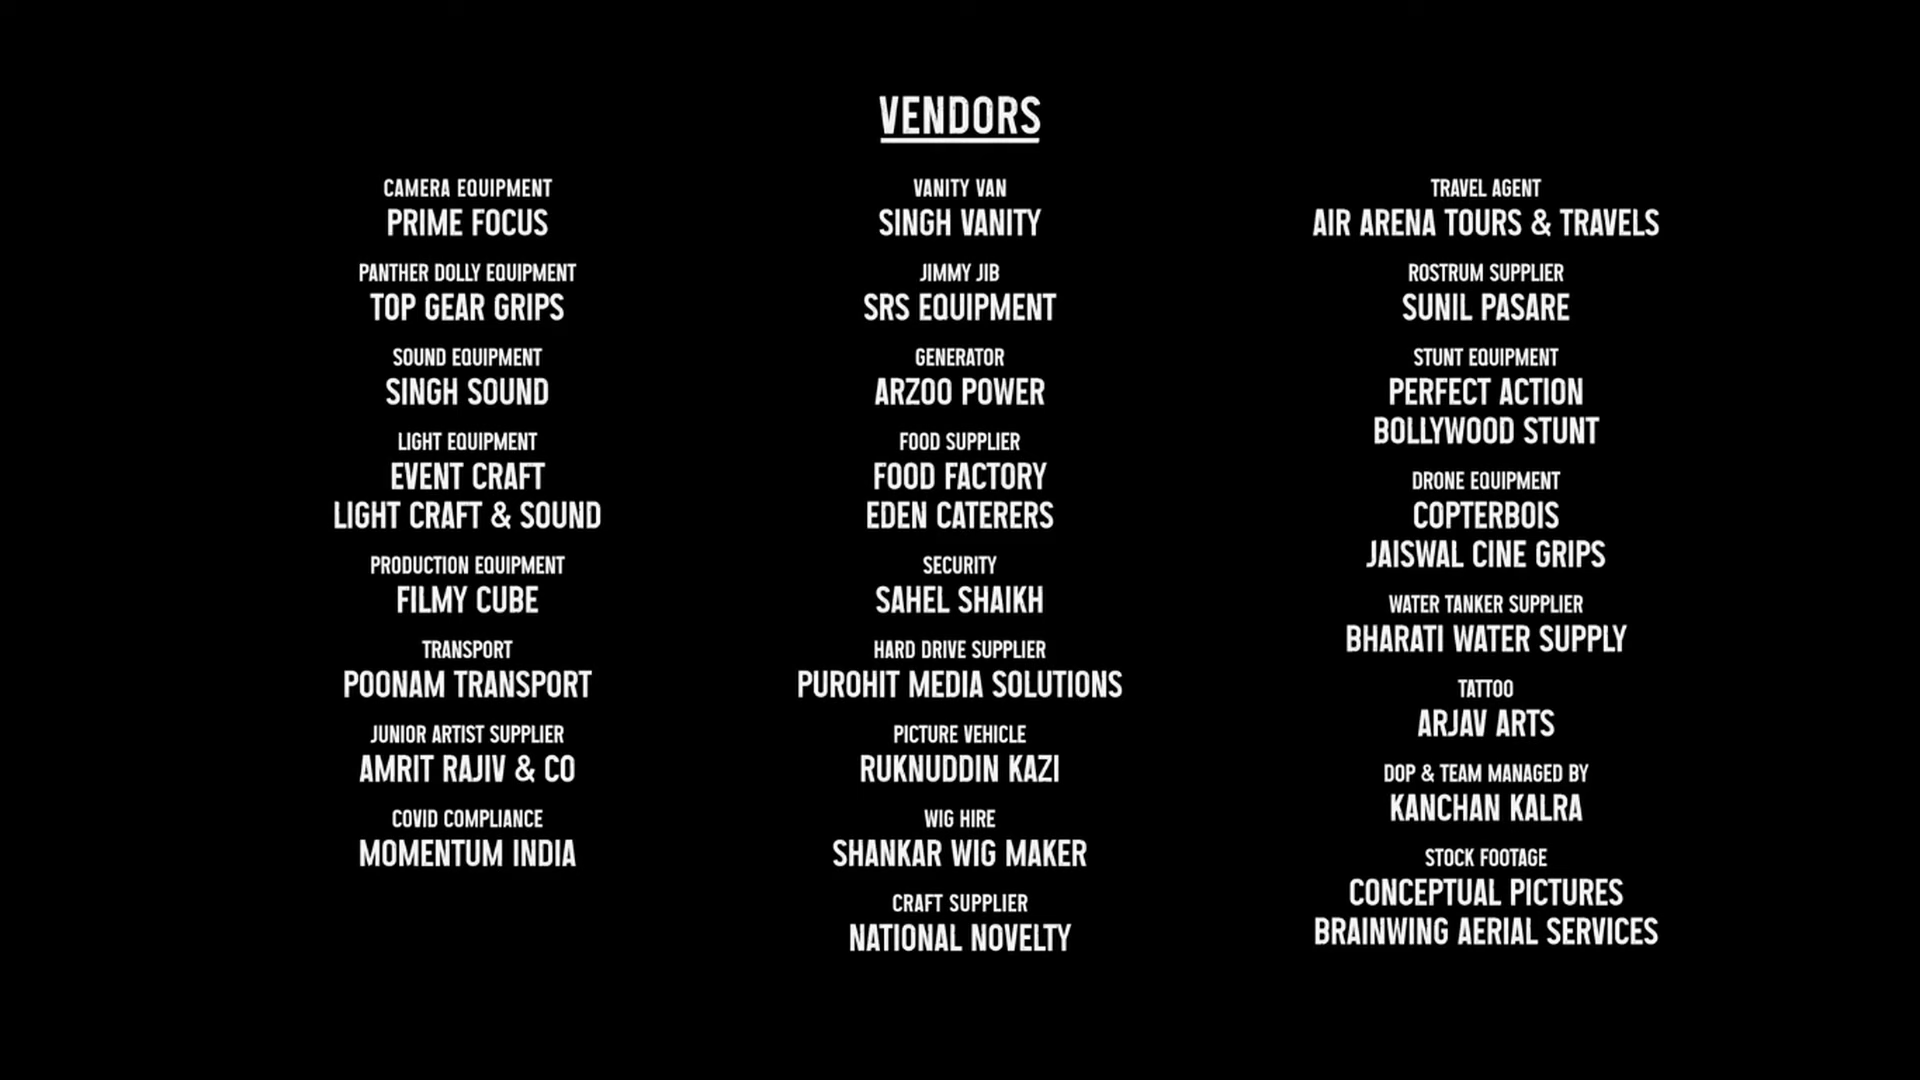 VENDORS
CAMERA EQUIPMENT
PRIME FOCUS
PANTHER DOLLY EQUIPMENT
TOP GEAR GRIPS
SOUND EQUIPMENT
SINGH SOUND
LIGHT EQUIPMENT
EVENT CRAFT
LIGHT CRAFT & SOUND
PRODUCTION EQUIPMENT
FILMY CUBE
TRANSPORT
POONAM TRANSPORT
JUNIOR ARTIST SUPPLIER
AMRIT RAJIV & CO
COVID COMPLIANCE
MOMENTUM INDIA
VANITY VAN
SINGH VANITY
JIMMY JIB
SRS EQUIPMENT
GENERATOR
ARZOO POWER
FOOD SUPPLIER
FOOD FACTORY
EDEN CATERERS
SECURITY
SAHEL SHAIKH
HARD DRIVE SUPPLIER
PUROHIT MEDIA SOLUTIONS
PICTURE VEHICLE
RUKNUDDIN KAZI
WIG HIRE
SHANKAR WIG MAKER
CRAFT SUPPLIER
NATIONAL NOVELTY
TRAVEL AGENT
AIR ARENA TOURS & TRAVELS
ROSTRUM SUPPLIER
SUNIL PASARE
STUNT EQUIPMENT
PERFECT ACTION
BOLLYWOOD STUNT
DRONE EQUIPMENT
COPTERBOIS
JAISWAL CINE GRIPS
WATER TANKER SUPPLIER
BHARATI WATER SUPPLY
TATTOO
ARJAV ARTS
DOP & TEAM MANAGED BY
KANCHAN KALRA
STOCK FOOTAGE
CONCEPTUAL PICTURES
BRAINWING AERIAL SERVICES